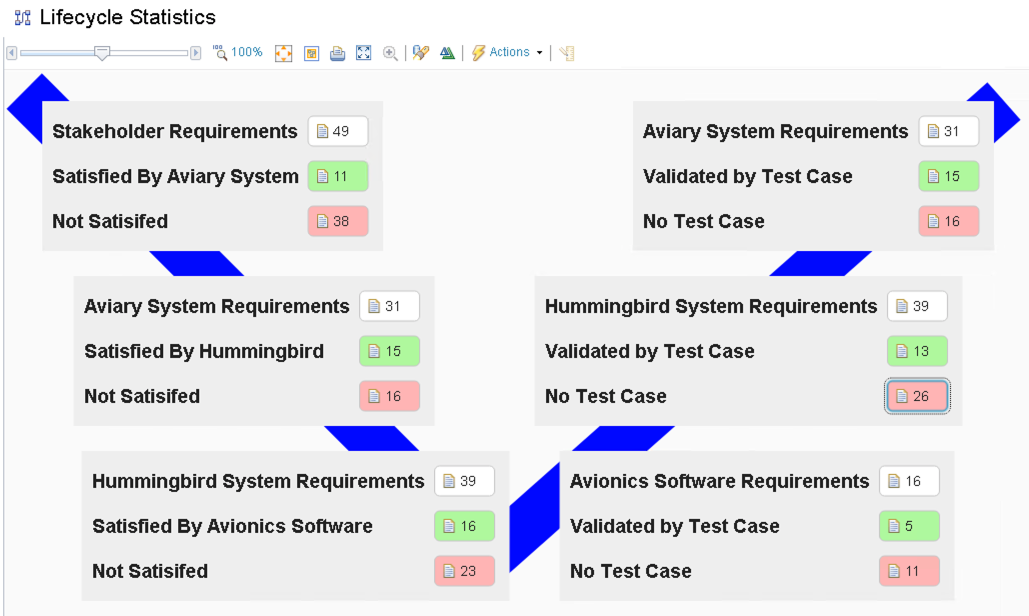 Lifecycle Statistics
100 100% Actions
Stakeholder Requirements 49
Satisfied By Aviary System 11
Not Satisifed 38
Aviary System Requirements 31
Validated by Test Case 15
No Test Case 16
Aviary System Requirements 31
Satisfied By Hummingbird 15
Not Satisifed 16
Hummingbird System Requirements 39
Validated by Test Case 13
No Test Case 26
Hummingbird System Requirements 39
Satisfied By Avionics Software 16
Not Satisifed 23
Avionics Software Requirements 16
Validated by Test Case 5
No Test Case 11